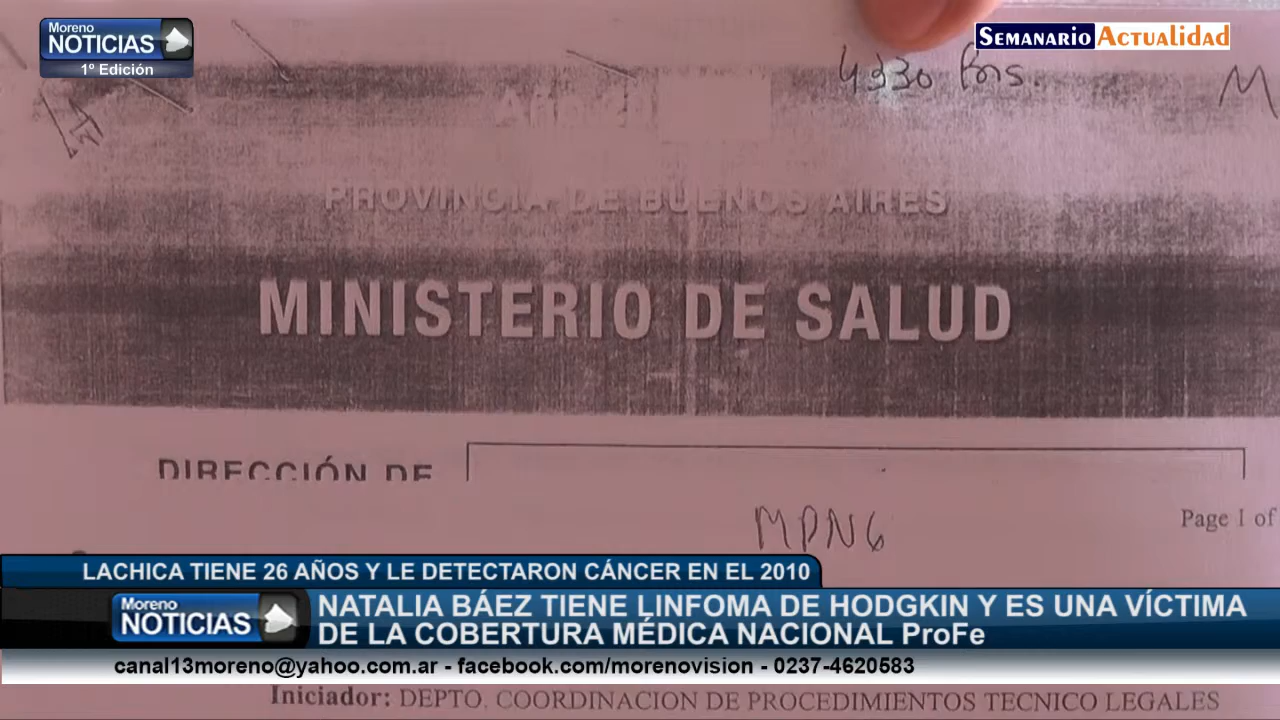 Moreno
NOTICIAS
1º Edición
SEMANARIO ACTUALIDAD
4330
M
PROVINCIA DE BUENOS AIRES
MINISTERIO DE SALUD
DIRECCIÓN DE
MPN6
Page 1 of
LACHICA TIENE 26 AÑOS Y LE DETECTARON CÁNCER EN EL 2010
Moreno
NOTICIAS
NATALIA BÁEZ TIENE LINFOMA DE HODGKIN Y ES UNA VÍCTIMA
DE LA COBERTURA MÉDICA NACIONAL ProFe
canal13moreno@yahoo.com.ar - facebook.com/morenovision - 0237-4620583
Iniciador: DEPTO. COORDINACION DE PROCEDIMIENTOS TECNICO LEGALES